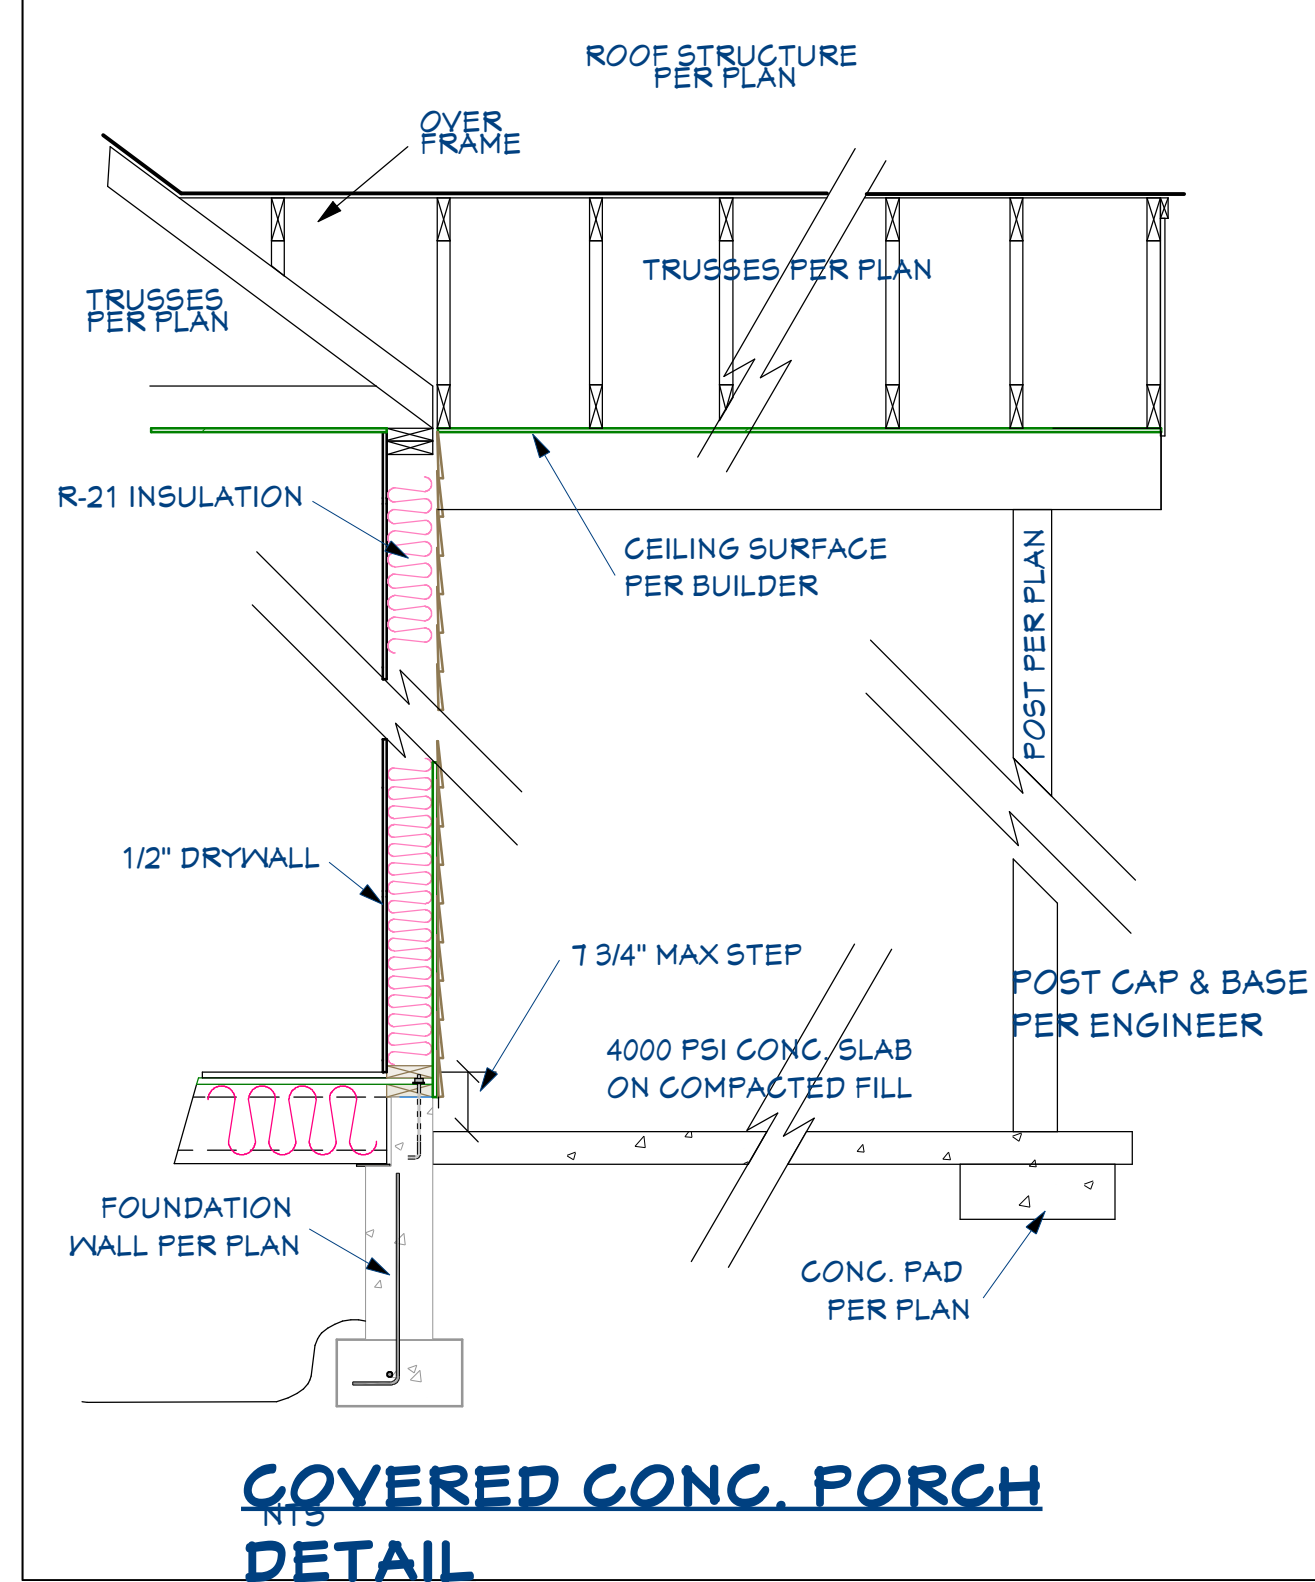 ROOF STRUCTURE
PER PLAN
OVER
FRAME
TRUSSES PER PLAN
TRUSSES
PER PLAN
R-21 INSULATION
CEILING SURFACE
PER BUILDER
POST PER PLAN
1/2" DRYWALL
7 3/4" MAX STEP
POST CAP & BASE
PER ENGINEER
4000 PSI CONC. SLAB
ON COMPACTED FILL
FOUNDATION
WALL PER PLAN
CONC. PAD
PER PLAN
COVERED CONC. PORCH
NTS
DETAIL